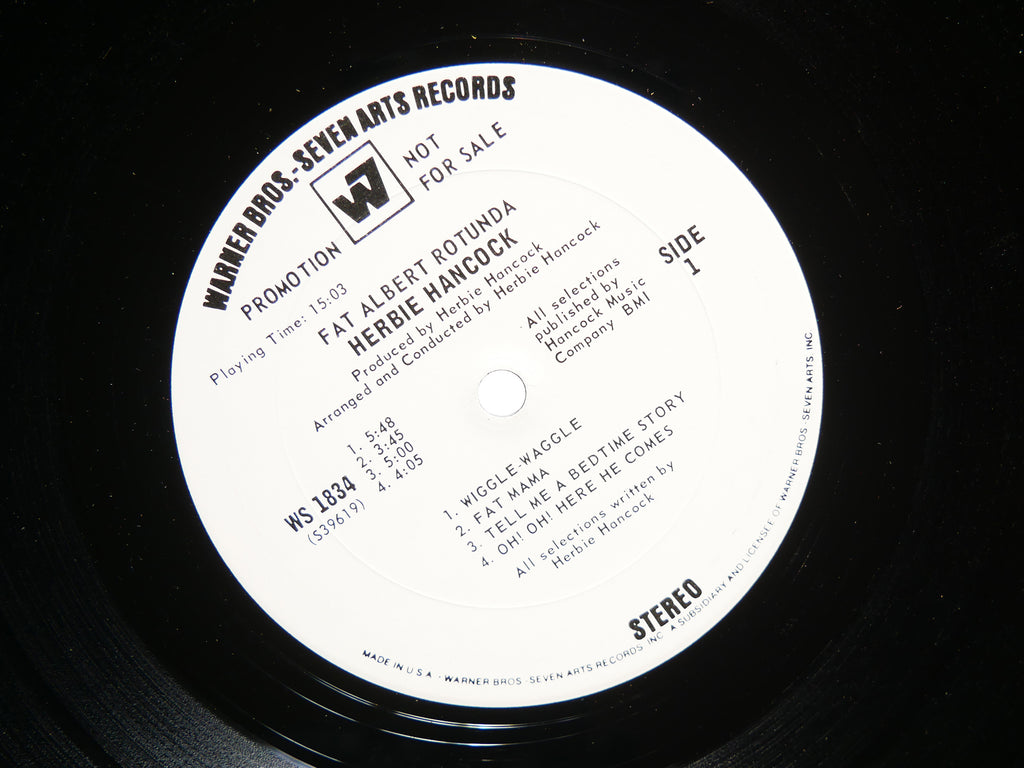 WARNER BROS.-SEVEN ARTS RECORDS
W7
PROMOTION NOT
FOR SALE
Playing Time: 15:03
FAT ALBERT ROTUNDA
HERBIE HANCOCK
Produced by Herbie Hancock
Arranged and Conducted by Herbie Hancock
SIDE
1
All selections
published by
Hancock Music
Company BMI
1. 5:48
2. 3:45
3. 5:00
4. 4:05
WS 1834
(S39619)
1. WIGGLE-WAGGLE
2. FAT MAMA
3. TELL ME A BEDTIME STORY
4. OH! OH! HERE HE COMES
All selections written by
Herbie Hancock
STEREO
MADE IN U S A · WARNER BROS -SEVEN ARTS RECORDS INC A SUBSIDIARY AND LICENSEE OF WARNER BROS -SEVEN ARTS INC